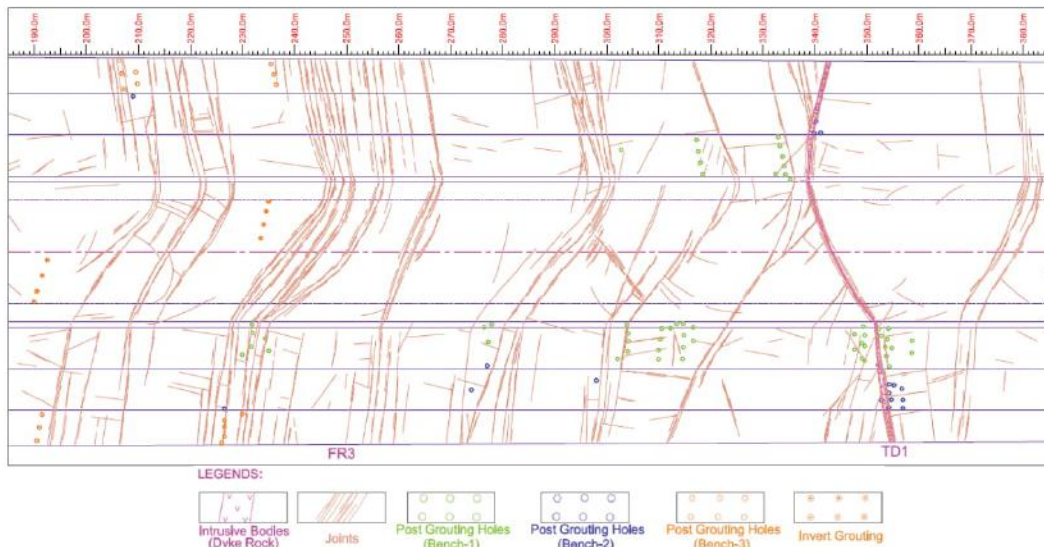 190.0m 200.0m 210.0m 220.0m 230.0m 240.0m 250.0m 260.0m 270.0m 280.0m 290.0m 300.0m 310.0m 320.0m 330.0m 340.0m 350.0m 360.0m 370.0m 380.0m
FR3 TD1
LEGENDS:
V V V V V
Intrusive Bodies
(Dyke Rock)
Joints
Post Grouting Holes
(Bench-1)
Post Grouting Holes
(Bench-2)
Post Grouting Holes
(Bench-3)
Invert Grouting